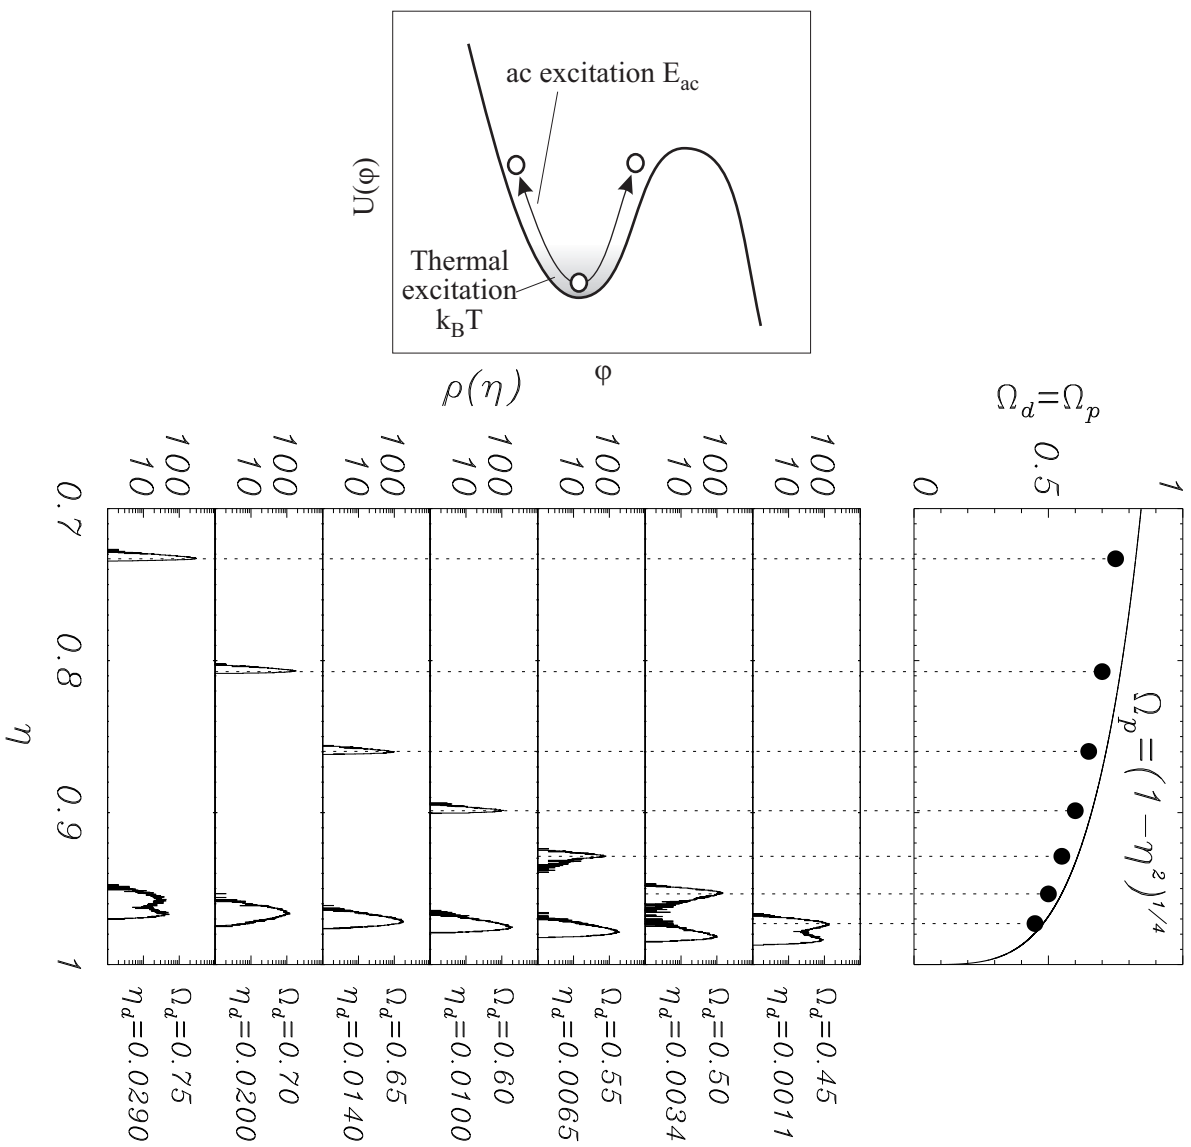 ac excitation E_ac
U(φ)
Thermal
excitation
k_BT
φ
ρ(η)
Ω_d=Ω_p
1
0.5
0
Ω_p=(1−η²)^1/4
100
10
100
10
100
10
100
10
100
10
100
10
100
10
0.7
0.8
0.9
1
η
Ω_d=0.45
η_d=0.0011
Ω_d=0.50
η_d=0.0034
Ω_d=0.55
η_d=0.0065
Ω_d=0.60
η_d=0.0100
Ω_d=0.65
η_d=0.0140
Ω_d=0.70
η_d=0.0200
Ω_d=0.75
η_d=0.0290